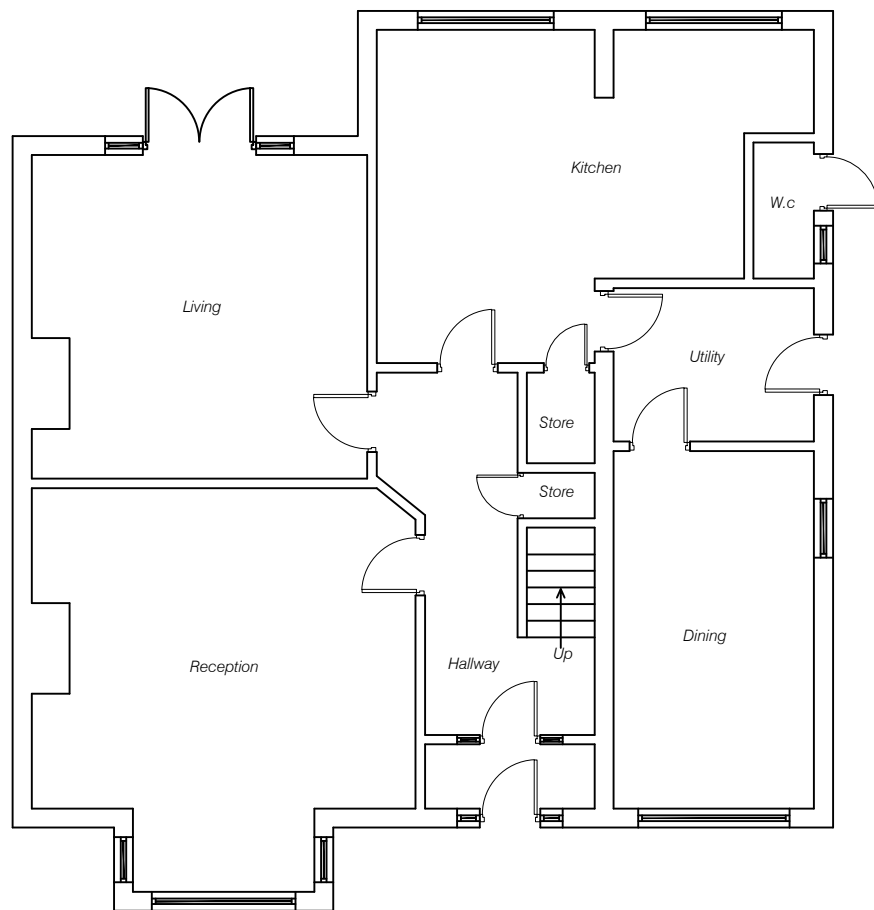 Kitchen
W.c
Living
Utility
Store
Store
Dining
Reception
Hallway
Up